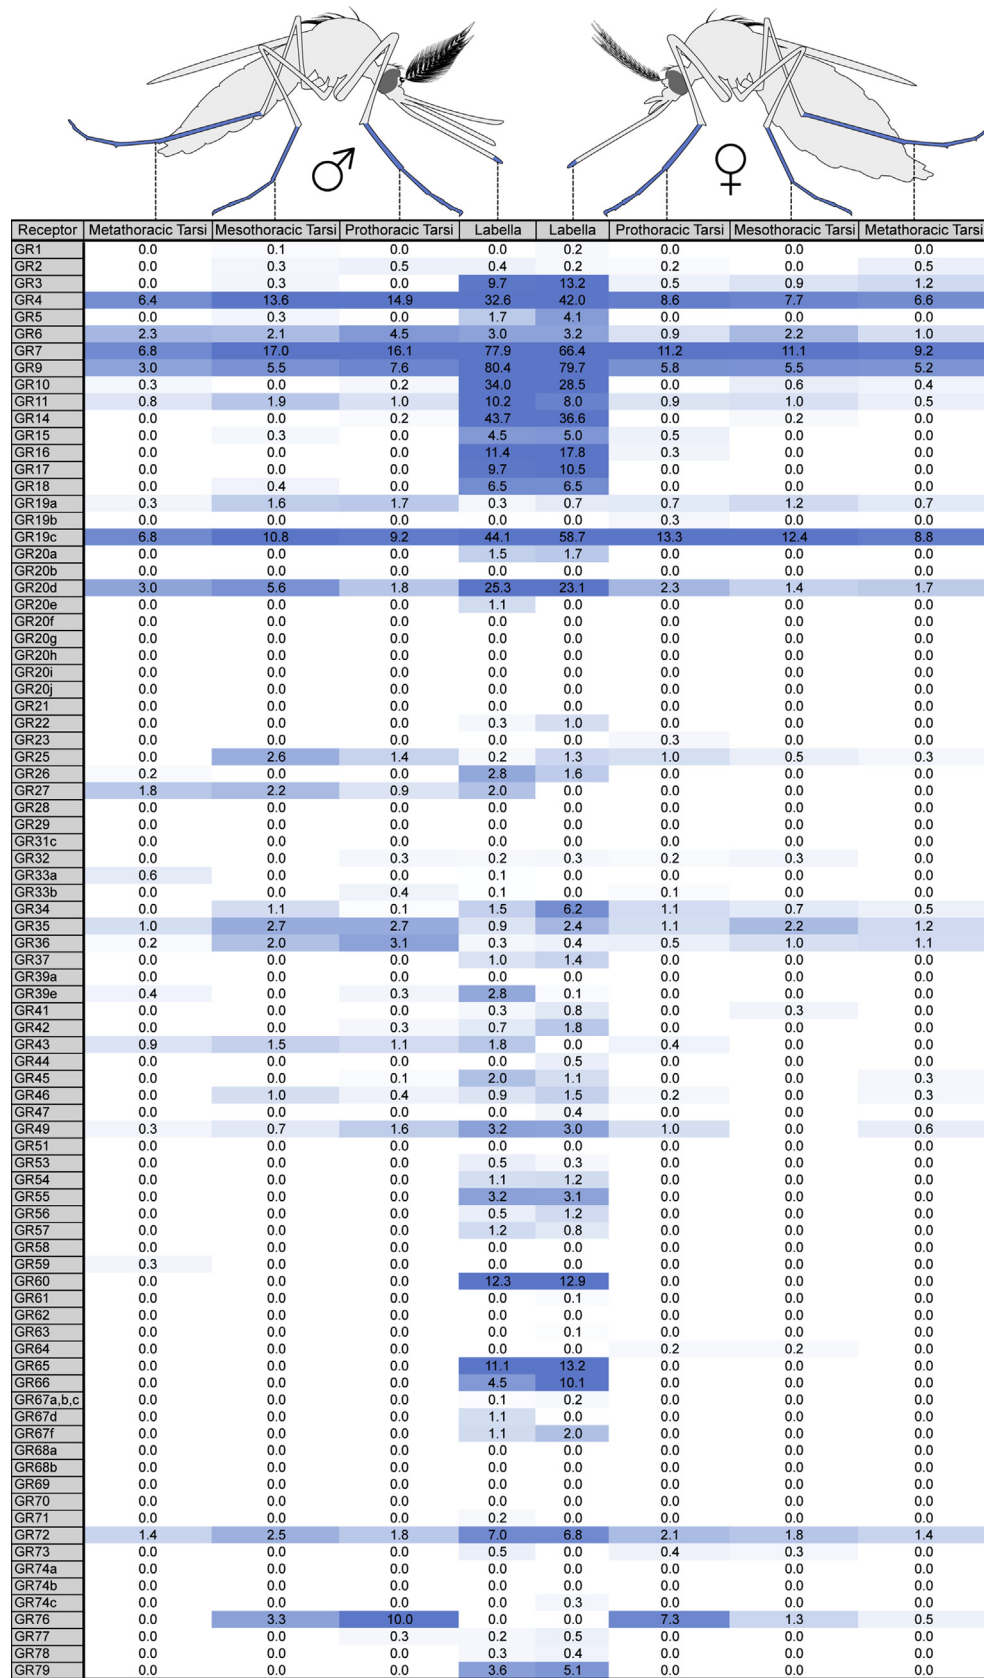 ♂ ♀
Receptor Metathoracic Tarsi Mesothoracic Tarsi Prothoracic Tarsi Labella Labella Prothoracic Tarsi Mesothoracic Tarsi Metathoracic Tarsi
GR1 0.0 0.1 0.0 0.0 0.2 0.0 0.0 0.0
GR2 0.0 0.3 0.5 0.4 0.2 0.2 0.0 0.5
GR3 0.0 0.3 0.0 9.7 13.2 0.5 0.9 1.2
GR4 6.4 13.6 14.9 32.6 42.0 8.6 7.7 6.6
GR5 0.0 0.3 0.0 1.7 4.1 0.0 0.0 0.0
GR6 2.3 2.1 4.5 3.0 3.2 0.9 2.2 1.0
GR7 6.8 17.0 16.1 77.9 66.4 11.2 11.1 9.2
GR9 3.0 5.5 7.6 80.4 79.7 5.8 5.5 5.2
GR10 0.3 0.0 0.2 34.0 28.5 0.0 0.6 0.4
GR11 0.8 1.9 1.0 10.2 8.0 0.9 1.0 0.5
GR14 0.0 0.0 0.2 43.7 36.6 0.0 0.2 0.0
GR15 0.0 0.3 0.0 4.5 5.0 0.5 0.0 0.0
GR16 0.0 0.0 0.0 11.4 17.8 0.3 0.0 0.0
GR17 0.0 0.0 0.0 9.7 10.5 0.0 0.0 0.0
GR18 0.0 0.4 0.0 6.5 6.5 0.0 0.0 0.0
GR19a 0.3 1.6 1.7 0.3 0.7 0.7 1.2 0.7
GR19b 0.0 0.0 0.0 0.0 0.0 0.3 0.0 0.0
GR19c 6.8 10.8 9.2 44.1 58.7 13.3 12.4 8.8
GR20a 0.0 0.0 0.0 1.5 1.7 0.0 0.0 0.0
GR20b 0.0 0.0 0.0 0.0 0.0 0.0 0.0 0.0
GR20d 3.0 5.6 1.8 25.3 23.1 2.3 1.4 1.7
GR20e 0.0 0.0 0.0 1.1 0.0 0.0 0.0 0.0
GR20f 0.0 0.0 0.0 0.0 0.0 0.0 0.0 0.0
GR20g 0.0 0.0 0.0 0.0 0.0 0.0 0.0 0.0
GR20h 0.0 0.0 0.0 0.0 0.0 0.0 0.0 0.0
GR20i 0.0 0.0 0.0 0.0 0.0 0.0 0.0 0.0
GR20j 0.0 0.0 0.0 0.0 0.0 0.0 0.0 0.0
GR21 0.0 0.0 0.0 0.0 0.0 0.0 0.0 0.0
GR22 0.0 0.0 0.0 0.3 1.0 0.0 0.0 0.0
GR23 0.0 0.0 0.0 0.0 0.0 0.3 0.0 0.0
GR25 0.0 2.6 1.4 0.2 1.3 1.0 0.5 0.3
GR26 0.2 0.0 0.0 2.8 1.6 0.0 0.0 0.0
GR27 1.8 2.2 0.9 2.0 0.0 0.0 0.0 0.0
GR28 0.0 0.0 0.0 0.0 0.0 0.0 0.0 0.0
GR29 0.0 0.0 0.0 0.0 0.0 0.0 0.0 0.0
GR31c 0.0 0.0 0.0 0.0 0.0 0.0 0.0 0.0
GR32 0.0 0.0 0.3 0.2 0.3 0.2 0.3 0.0
GR33a 0.6 0.0 0.0 0.1 0.0 0.0 0.0 0.0
GR33b 0.0 0.0 0.4 0.1 0.0 0.1 0.0 0.0
GR34 0.0 1.1 0.1 1.5 6.2 1.1 0.7 0.5
GR35 1.0 2.7 2.7 0.9 2.4 1.1 2.2 1.2
GR36 0.2 2.0 3.1 0.3 0.4 0.5 1.0 1.1
GR37 0.0 0.0 0.0 1.0 1.4 0.0 0.0 0.0
GR39a 0.0 0.0 0.0 0.0 0.0 0.0 0.0 0.0
GR39e 0.4 0.0 0.3 2.8 0.1 0.0 0.0 0.0
GR41 0.0 0.0 0.0 0.3 0.8 0.0 0.3 0.0
GR42 0.0 0.0 0.3 0.7 1.8 0.0 0.0 0.0
GR43 0.9 1.5 1.1 1.8 0.0 0.4 0.0 0.0
GR44 0.0 0.0 0.0 0.0 0.5 0.0 0.0 0.0
GR45 0.0 0.0 0.1 2.0 1.1 0.0 0.0 0.3
GR46 0.0 1.0 0.4 0.9 1.5 0.2 0.0 0.3
GR47 0.0 0.0 0.0 0.0 0.4 0.0 0.0 0.0
GR49 0.3 0.7 1.6 3.2 3.0 1.0 0.0 0.6
GR51 0.0 0.0 0.0 0.0 0.0 0.0 0.0 0.0
GR53 0.0 0.0 0.0 0.5 0.3 0.0 0.0 0.0
GR54 0.0 0.0 0.0 1.1 1.2 0.0 0.0 0.0
GR55 0.0 0.0 0.0 3.2 3.1 0.0 0.0 0.0
GR56 0.0 0.0 0.0 0.5 1.2 0.0 0.0 0.0
GR57 0.0 0.0 0.0 1.2 0.8 0.0 0.0 0.0
GR58 0.0 0.0 0.0 0.0 0.0 0.0 0.0 0.0
GR59 0.3 0.0 0.0 0.0 0.0 0.0 0.0 0.0
GR60 0.0 0.0 0.0 12.3 12.9 0.0 0.0 0.0
GR61 0.0 0.0 0.0 0.0 0.1 0.0 0.0 0.0
GR62 0.0 0.0 0.0 0.0 0.0 0.0 0.0 0.0
GR63 0.0 0.0 0.0 0.0 0.1 0.0 0.0 0.0
GR64 0.0 0.0 0.0 0.0 0.0 0.2 0.2 0.0
GR65 0.0 0.0 0.0 11.1 13.2 0.0 0.0 0.0
GR66 0.0 0.0 0.0 4.5 10.1 0.0 0.0 0.0
GR67a,b,c 0.0 0.0 0.0 0.1 0.2 0.0 0.0 0.0
GR67d 0.0 0.0 0.0 1.1 0.0 0.0 0.0 0.0
GR67f 0.0 0.0 0.0 1.1 2.0 0.0 0.0 0.0
GR68a 0.0 0.0 0.0 0.0 0.0 0.0 0.0 0.0
GR68b 0.0 0.0 0.0 0.0 0.0 0.0 0.0 0.0
GR69 0.0 0.0 0.0 0.0 0.0 0.0 0.0 0.0
GR70 0.0 0.0 0.0 0.0 0.0 0.0 0.0 0.0
GR71 0.0 0.0 0.0 0.2 0.0 0.0 0.0 0.0
GR72 1.4 2.5 1.8 7.0 6.8 2.1 1.8 1.4
GR73 0.0 0.0 0.0 0.5 0.0 0.4 0.3 0.0
GR74a 0.0 0.0 0.0 0.0 0.0 0.0 0.0 0.0
GR74b 0.0 0.0 0.0 0.0 0.0 0.0 0.0 0.0
GR74c 0.0 0.0 0.0 0.0 0.3 0.0 0.0 0.0
GR76 0.0 3.3 10.0 0.0 0.0 7.3 1.3 0.5
GR77 0.0 0.0 0.3 0.2 0.5 0.0 0.0 0.0
GR78 0.0 0.0 0.0 0.3 0.4 0.0 0.0 0.0
GR79 0.0 0.0 0.0 3.6 5.1 0.0 0.0 0.0